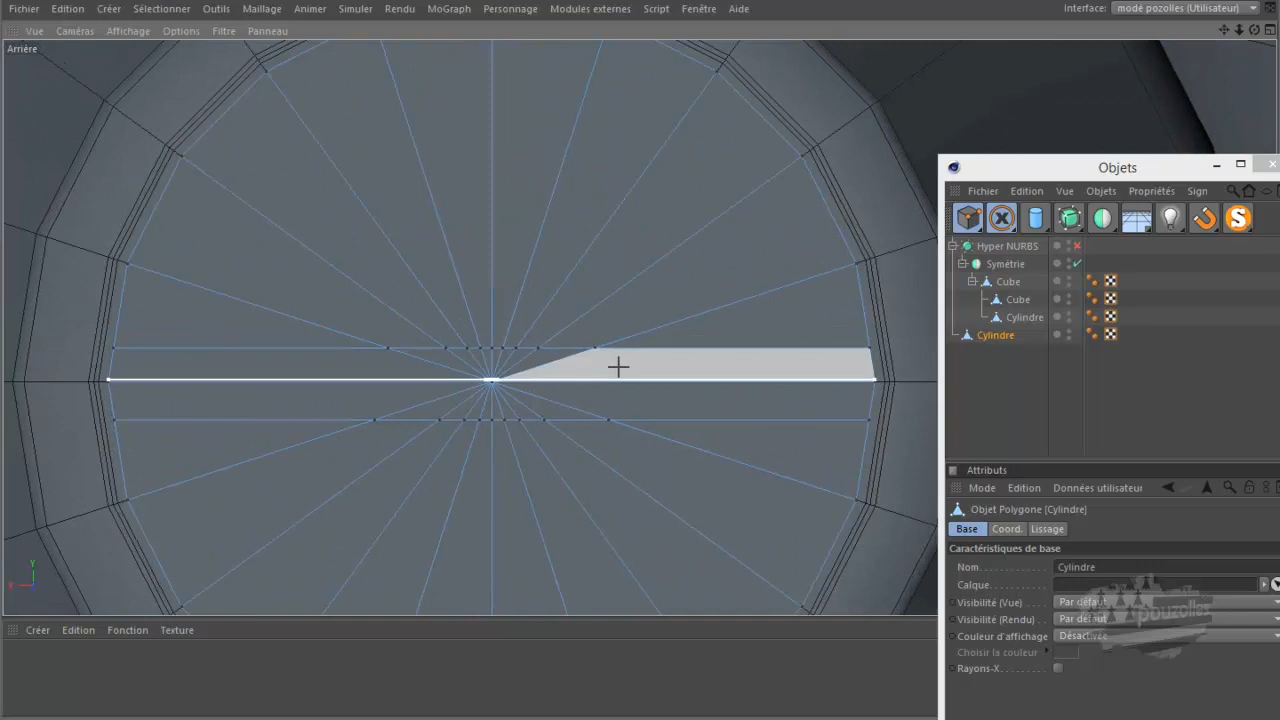 Fichier Edition Créer Sélectionner Outils Maillage Animer Simuler Rendu MoGraph Personnage Modules externes Script Fenêtre Aide Interface: modé pozolles (Utilisateur)
Vue Caméras Affichage Options Filtre Panneau
Arrière
Objets
Fichier Edition Vue Objets Propriétés Sign
Hyper NURBS
Symétrie
Cube
Cube
Cylindre
Cylindre
Attributs
Mode Edition Données utilisateur
Objet Polygone [Cylindre]
Base Coord. Lissage
Caractéristiques de base
Nom Cylindre
Calque
Visibilité (Vue) Par défaut
Visibilité (Rendu) Par défaut
Couleur d'affichage Désactivée
Choisir la couleur
Rayons-X
pouzolles
Y
X
Créer Edition Fonction Texture